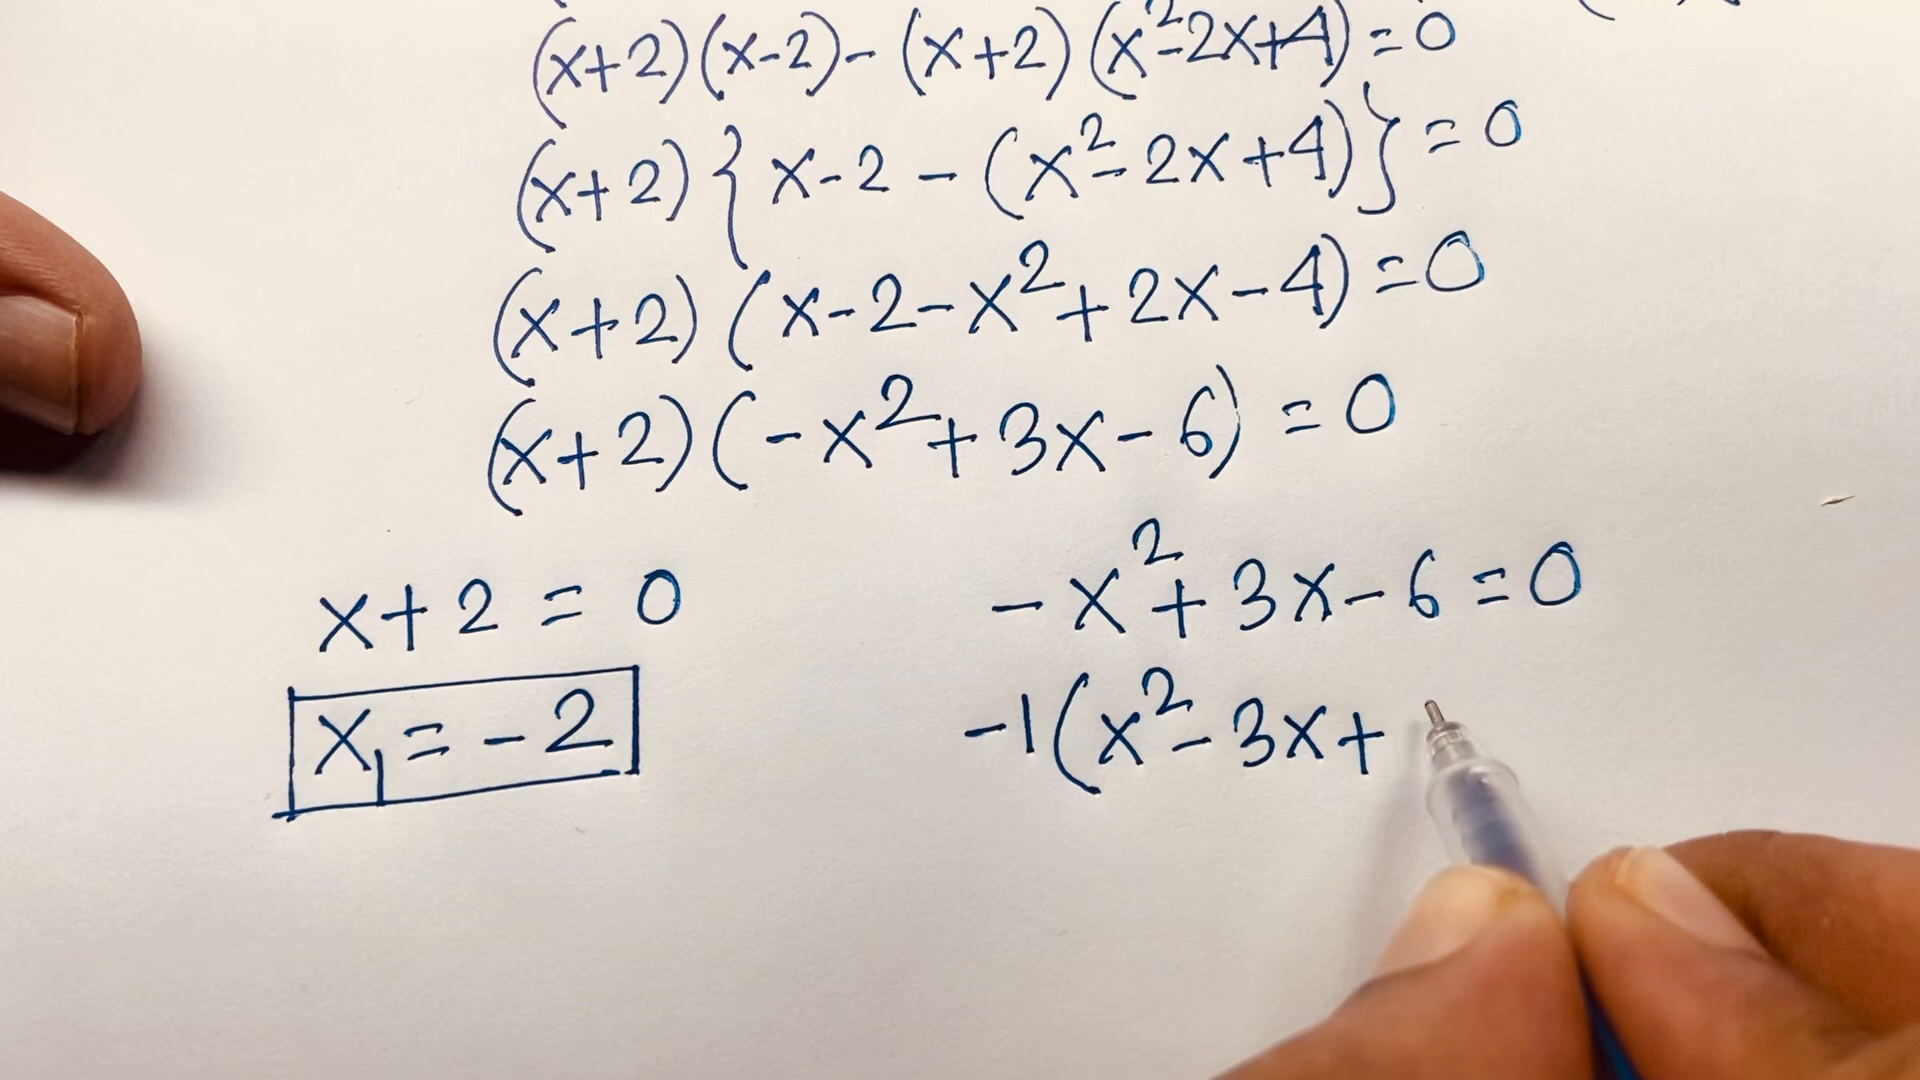 (x+2)(x-2)-(x+2)(x²-2x+4)=0
(x+2){x-2-(x²-2x+4)}=0
(x+2)(x-2-x²+2x-4)=0
(x+2)(-x²+3x-6)=0
x+2=0
x₁=-2
-x²+3x-6=0
-1(x²-3x+